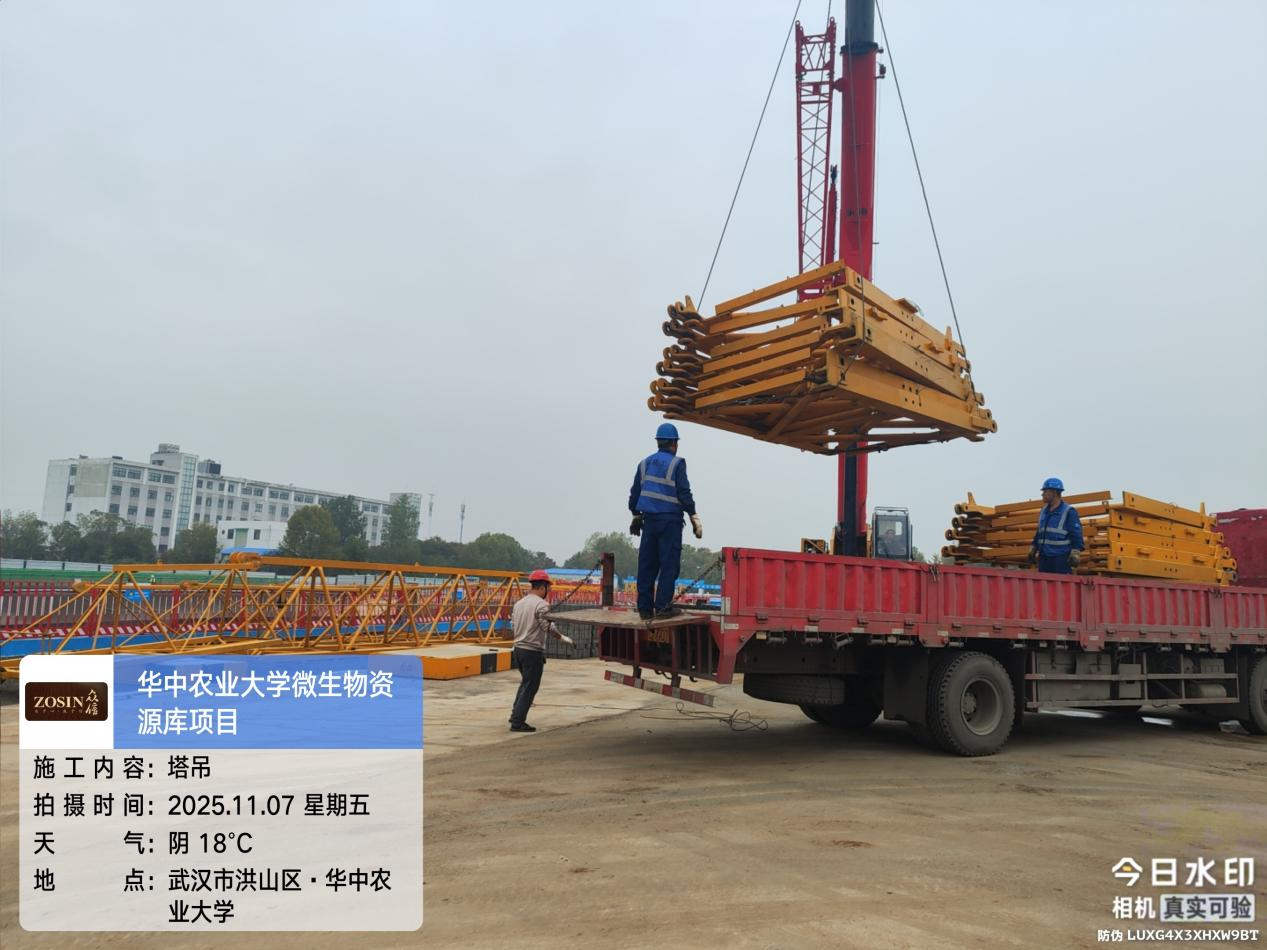 ZOSIN 众信
华中农业大学微生物资
源库项目
施工内容：塔吊
拍摄时间：2025.11.07 星期五
天气：阴 18°C
地点：武汉市洪山区·华中农
业大学
今日水印
相机 真实可验
防伪 LUXG4X3XHXW9BT